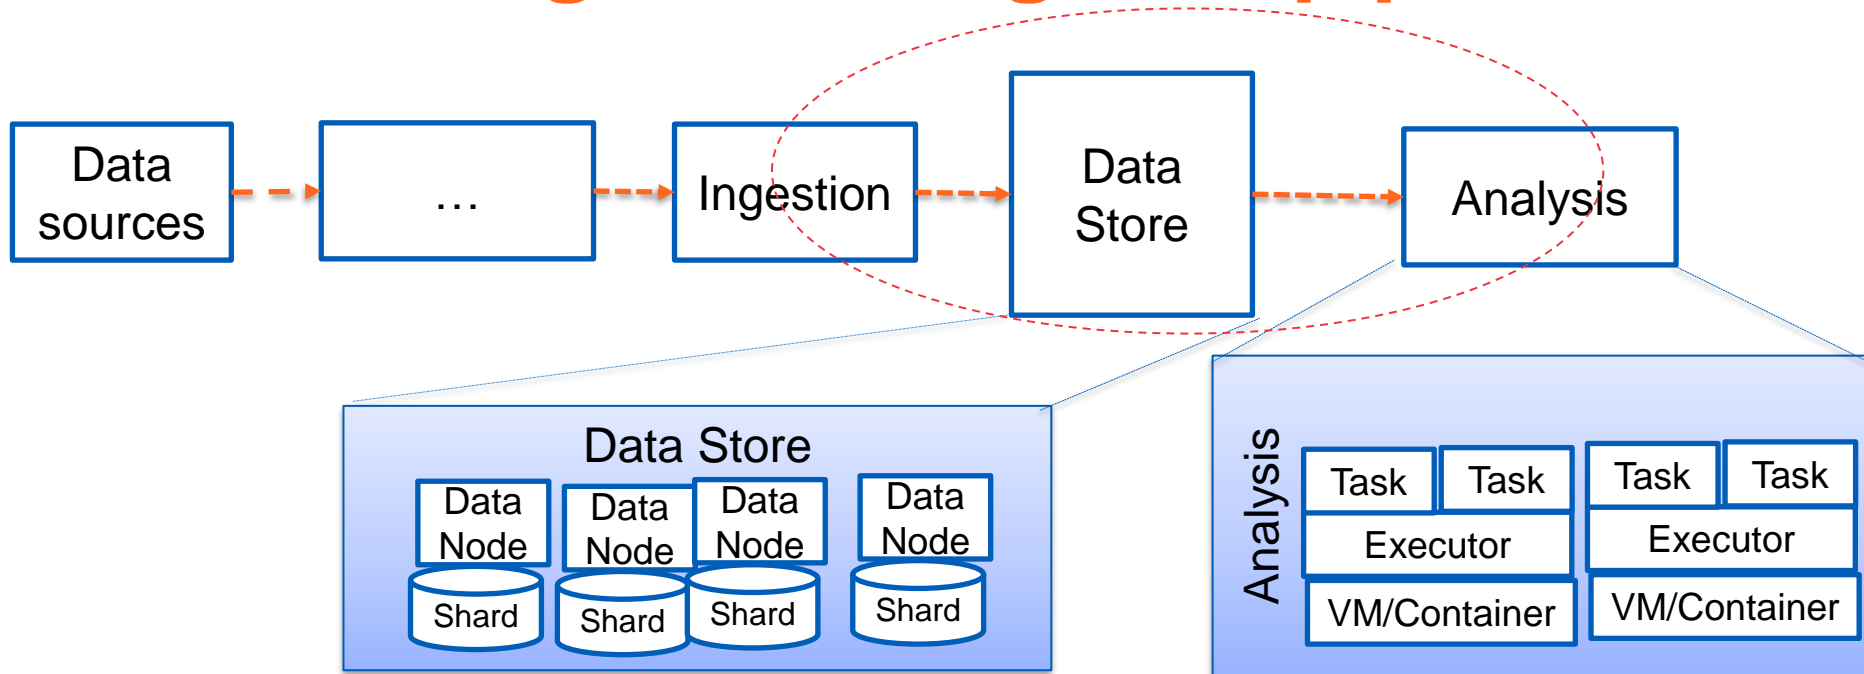 Data
sources
…
Ingestion
Data
Store
Analysis
Data Store
Data
Node
Data
Node
Data
Node
Data
Node
Shard
Shard
Shard
Shard
Analysis
Task
Task
Task
Task
Executor
Executor
VM/Container
VM/Container